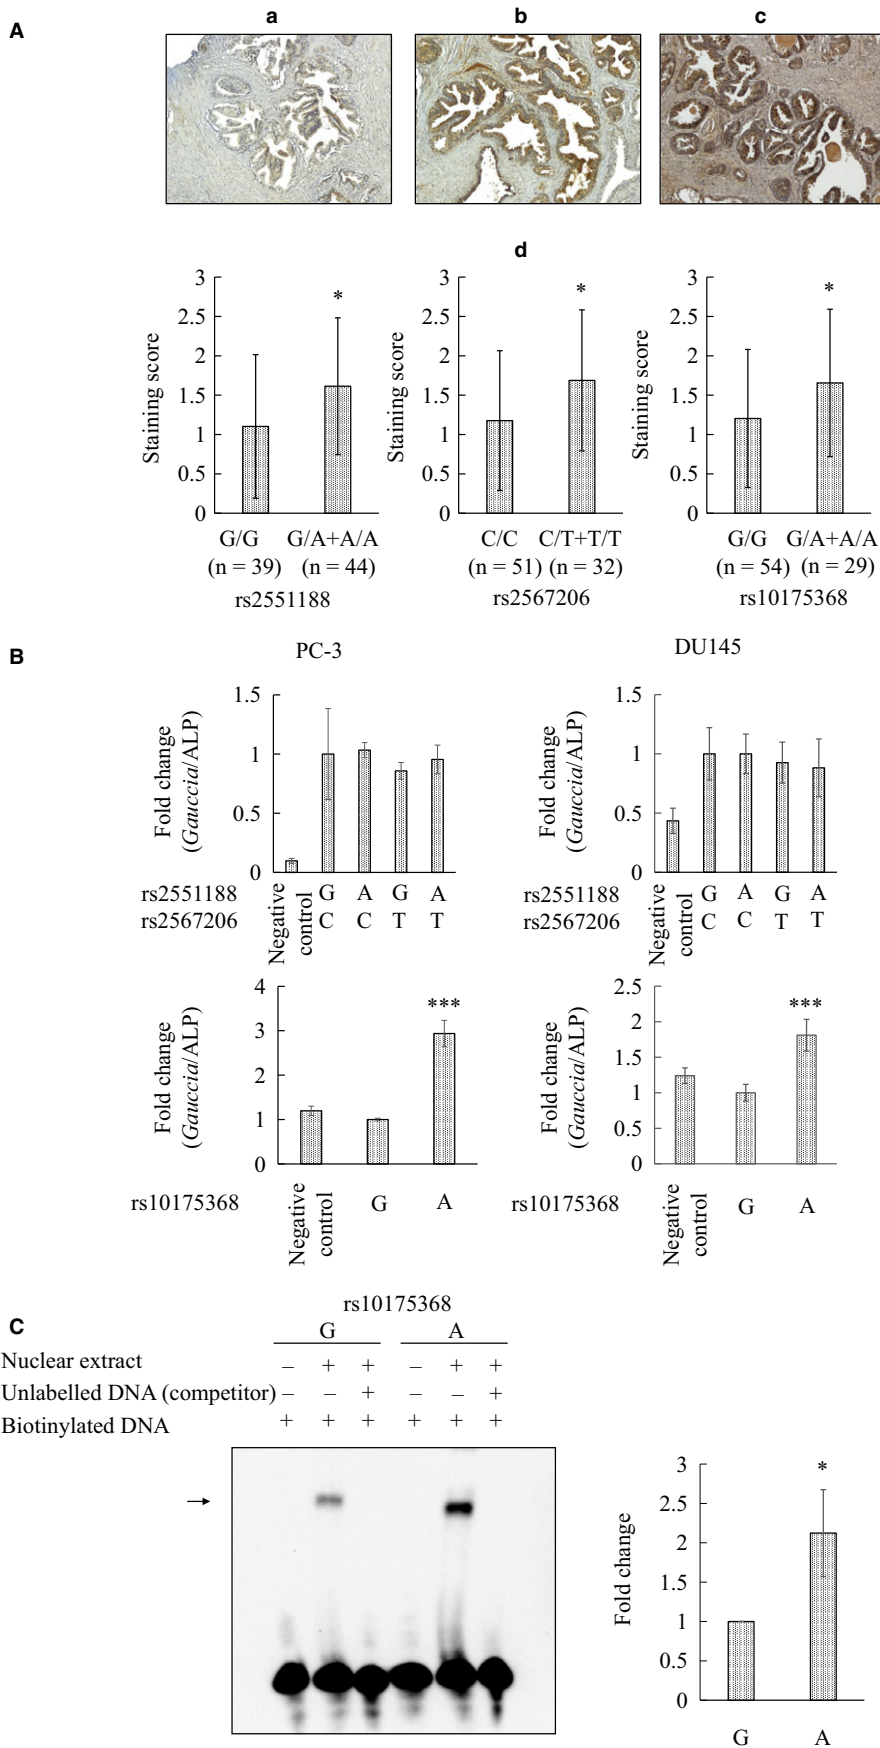 A
a b c
d
3 3 3
2.5 2.5 2.5
2 2 2
1.5 1.5 1.5
1 1 1
0.5 0.5 0.5
0 0 0
Staining score Staining score Staining score
* * *
G/G G/A+A/A C/C C/T+T/T G/G G/A+A/A
(n = 39) (n = 44) (n = 51) (n = 32) (n = 54) (n = 29)
rs2551188 rs2567206 rs10175368
B
PC-3 DU145
Fold change
(Gauccia/ALP)
1.5
1
0.5
0
rs2551188 G A G A
rs2567206 C C T T
Negative
control
Fold change
(Gauccia/ALP)
1.5
1
0.5
0
rs2551188 G A G A
rs2567206 C C T T
Negative
control
Fold change
(Gauccia/ALP)
4
3
2
1
0
***
rs10175368 G A
Negative
control
Fold change
(Gauccia/ALP)
2.5
2
1.5
1
0.5
0
***
rs10175368 G A
Negative
control
C
rs10175368
G A
Nuclear extract – + + – + +
Unlabelled DNA (competitor) – – + – – +
Biotinylated DNA + + + + + +
→
Fold change
3
2.5
2
1.5
1
0.5
0
*
G A